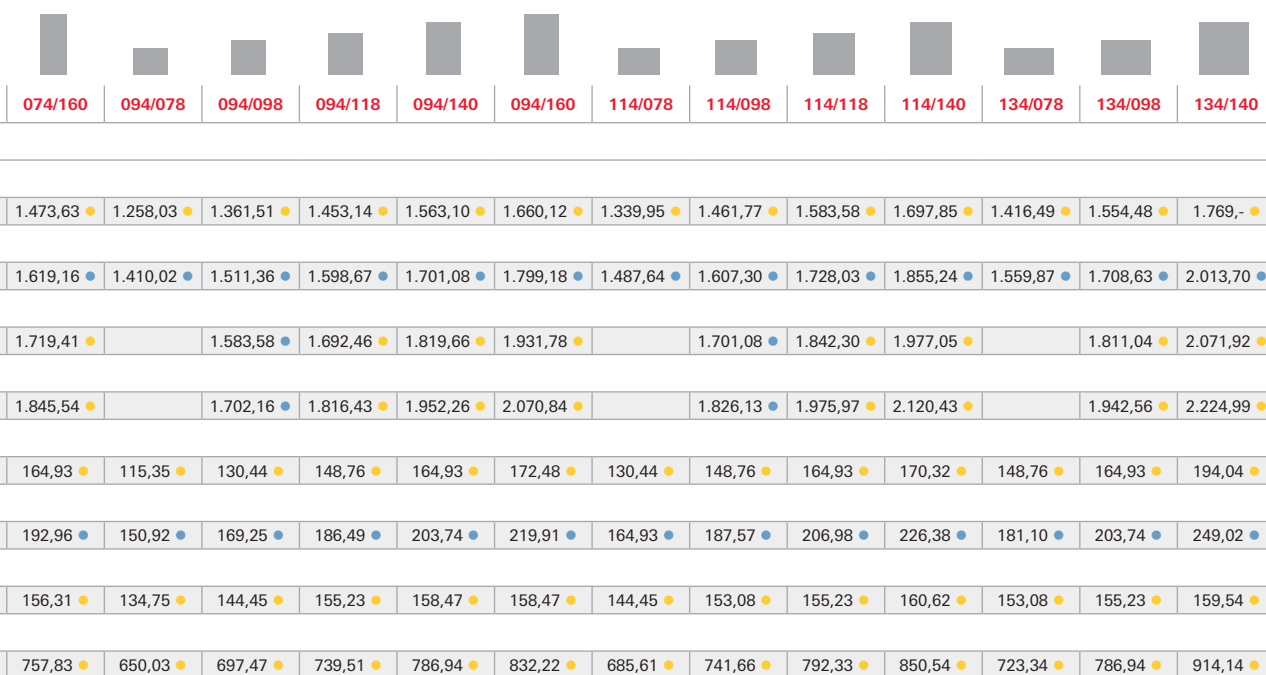 074/160 094/078 094/098 094/118 094/140 094/160 114/078 114/098 114/118 114/140 134/078 134/098 134/140
1.473,63 1.258,03 1.361,51 1.453,14 1.563,10 1.660,12 1.339,95 1.461,77 1.583,58 1.697,85 1.416,49 1.554,48 1.769,-
1.619,16 1.410,02 1.511,36 1.598,67 1.701,08 1.799,18 1.487,64 1.607,30 1.728,03 1.855,24 1.559,87 1.708,63 2.013,70
1.719,41 1.583,58 1.692,46 1.819,66 1.931,78 1.701,08 1.842,30 1.977,05 1.811,04 2.071,92
1.845,54 1.702,16 1.816,43 1.952,26 2.070,84 1.826,13 1.975,97 2.120,43 1.942,56 2.224,99
164,93 115,35 130,44 148,76 164,93 172,48 130,44 148,76 164,93 170,32 148,76 164,93 194,04
192,96 150,92 169,25 186,49 203,74 219,91 164,93 187,57 206,98 226,38 181,10 203,74 249,02
156,31 134,75 144,45 155,23 158,47 158,47 144,45 153,08 155,23 160,62 153,08 155,23 159,54
757,83 650,03 697,47 739,51 786,94 832,22 685,61 741,66 792,33 850,54 723,34 786,94 914,14